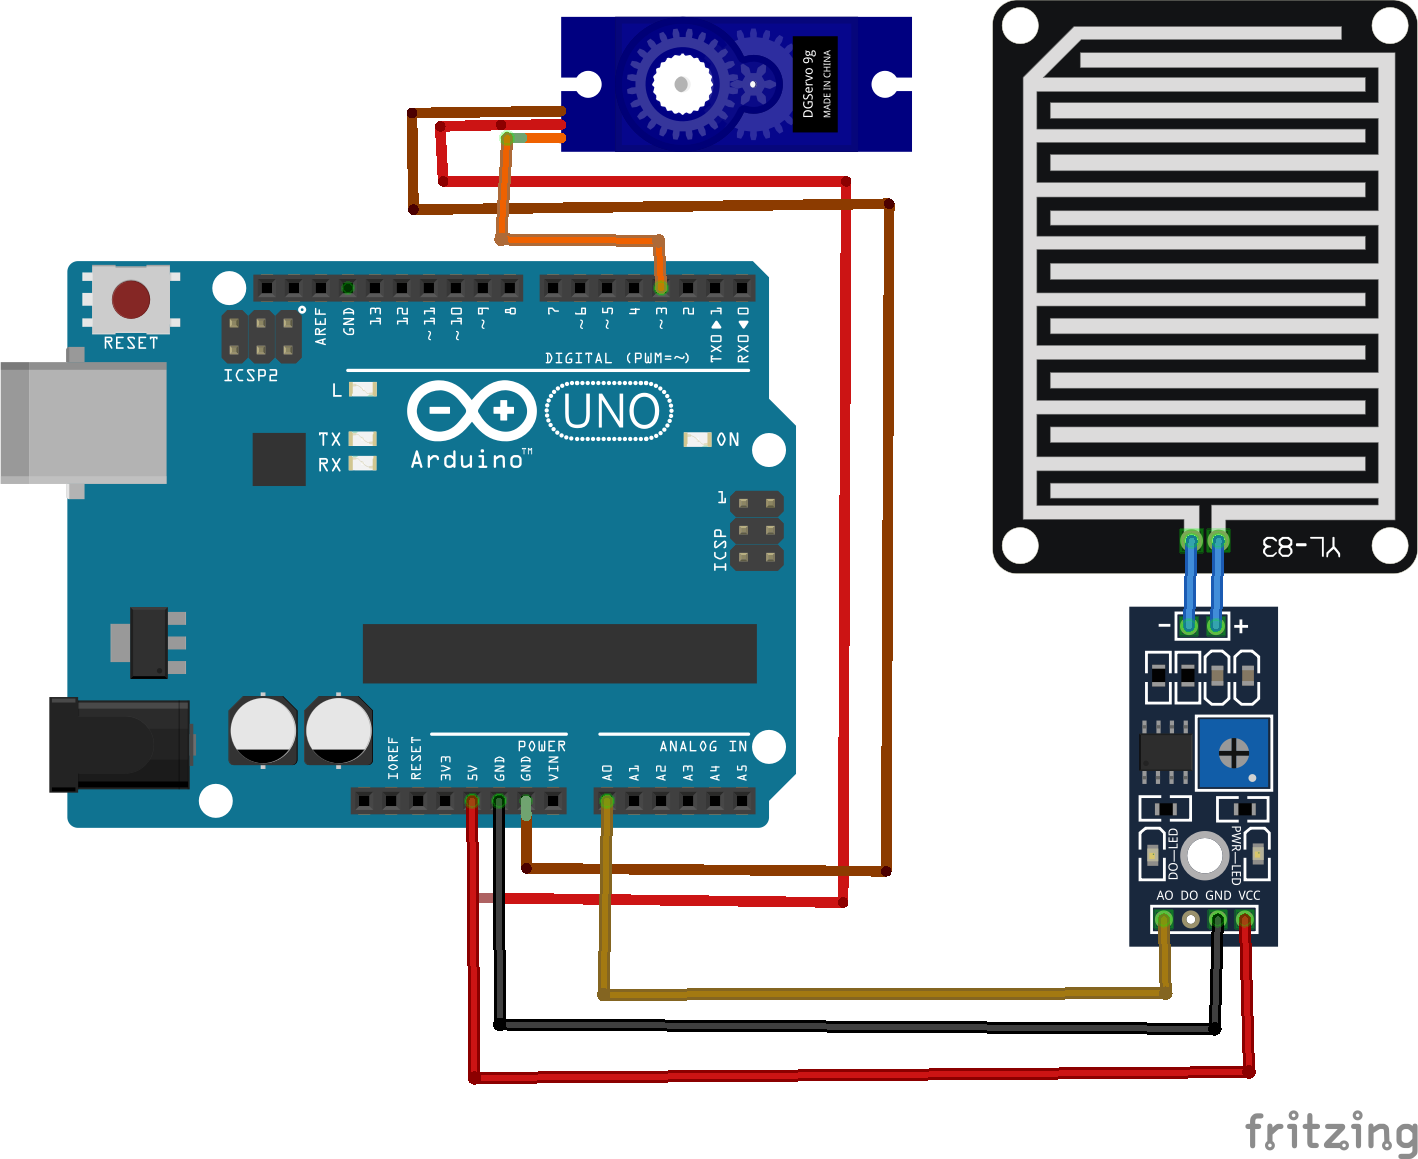 DGServo 9g
MADE IN CHINA
RESET
ICSP2
AREF
GND
13
12
~11
~10
~9
8
7
~6
~5
4
~3
2
TX0▶1
RX0◀0
DIGITAL (PWM=~)
L
TX
RX
UNO
Arduino™
ON
1
ICSP
YL-83
- +
IOREF
RESET
3V3
5V
GND
GND
VIN
POWER
A0
A1
A2
A3
A4
A5
ANALOG IN
DO-LED
PWR-LED
AO DO GND VCC
fritzing